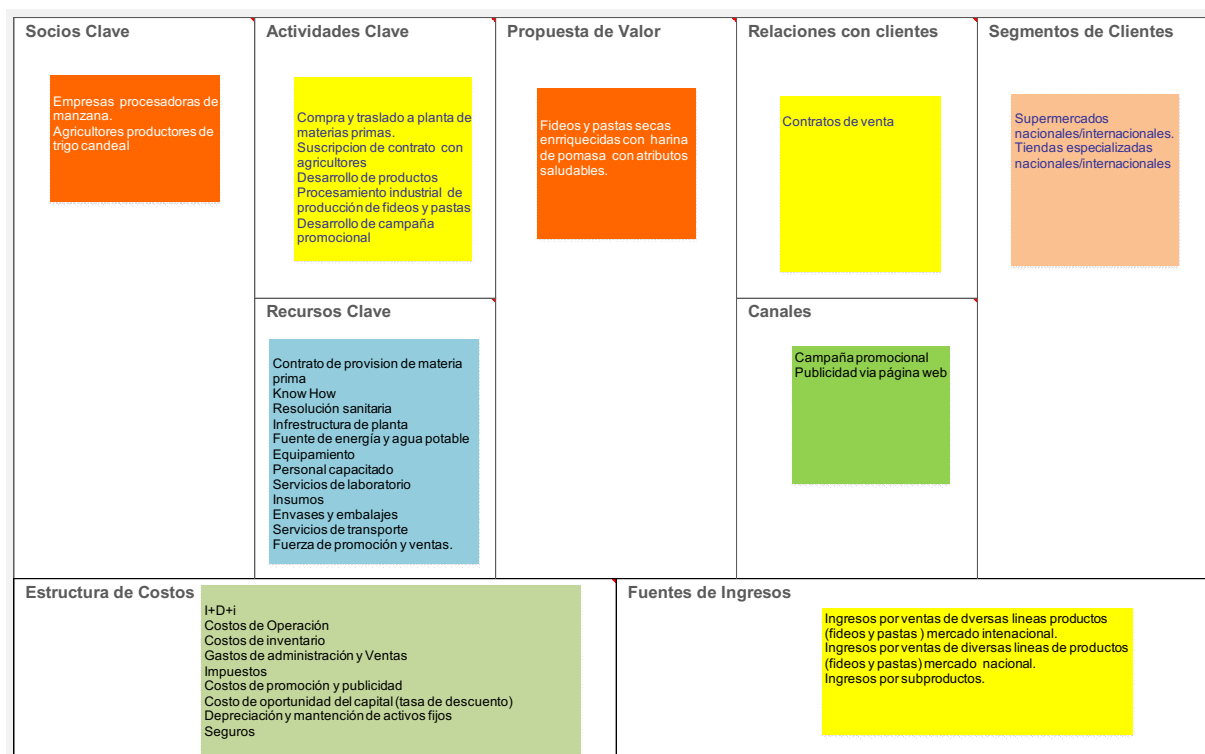 Socios Clave
Empresas procesadoras de
manzana.
Agricultores productores de
trigo candeal
Actividades Clave
Compra y traslado a planta de
materias primas.
Suscripcion de contrato con
agricultores
Desarrollo de productos
Procesamiento industrial de
producción de fideos y pastas
Desarrollo de campaña
promocional
Recursos Clave
Contrato de provision de materia
prima
Know How
Resolución sanitaria
Infrestructura de planta
Fuente de energía y agua potable
Equipamiento
Personal capacitado
Servicios de laboratorio
Insumos
Envases y embalajes
Servicios de transporte
Fuerza de promoción y ventas.
Propuesta de Valor
Fideos y pastas secas
enrriquecidas con harina
de pomasa con atributos
saludables.
Relaciones con clientes
Contratos de venta
Canales
Campaña promocional
Publicidad via página web
Segmentos de Clientes
Supermercados
nacionales/internacionales.
Tiendas especializadas
nacionales/internacionales
Estructura de Costos
I+D+i
Costos de Operación
Costos de inventario
Gastos de administración y Ventas
Impuestos
Costos de promoción y publicidad
Costo de oportunidad del capital (tasa de descuento)
Depreciación y mantención de activos fijos
Seguros
Fuentes de Ingresos
Ingresos por ventas de dversas lineas productos
(fideos y pastas ) mercado intenacional.
Ingresos por ventas de diversas lineas de productos
(fideos y pastas) mercado nacional.
Ingresos por subproductos.